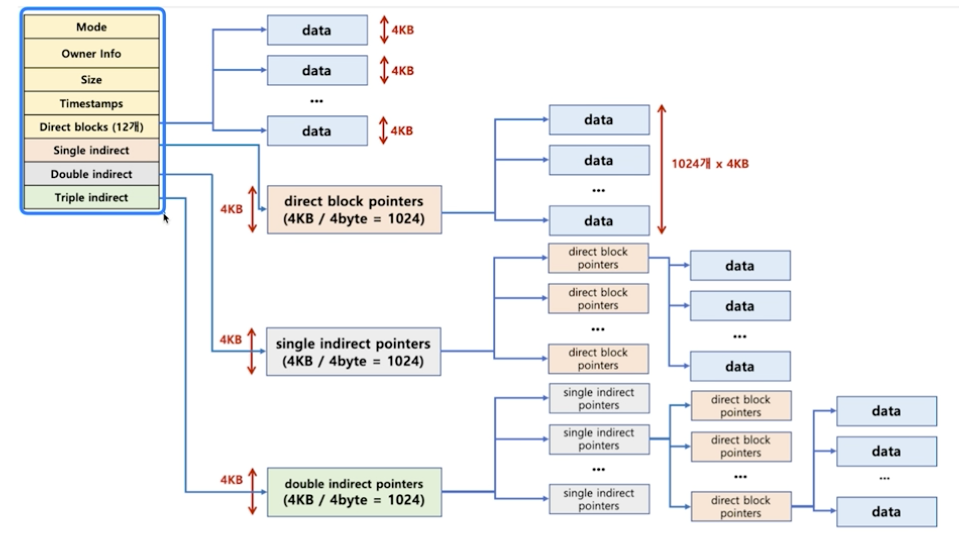 Mode
Owner Info
Size
Timestamps
Direct blocks (12개)
Single indirect
Double indirect
Triple indirect
data
4KB
data
4KB
...
data
4KB
4KB
direct block pointers
(4KB / 4byte = 1024)
data
data
...
data
1024개 x 4KB
4KB
single indirect pointers
(4KB / 4byte = 1024)
direct block
pointers
direct block
pointers
...
direct block
pointers
data
data
...
data
4KB
double indirect pointers
(4KB / 4byte = 1024)
single indirect
pointers
single indirect
pointers
...
single indirect
pointers
direct block
pointers
direct block
pointers
...
direct block
pointers
data
data
...
data